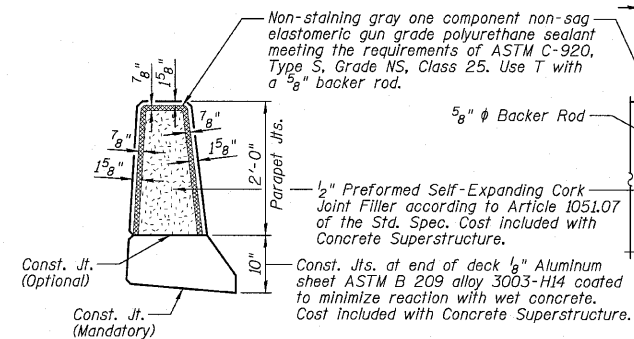 Non-staining gray one component non-sag
elastomeric gun grade polyurethane sealant
meeting the requirements of ASTM C-920,
Type S, Grade NS, Class 25. Use T with
a 5/8" backer rod.
7/8"
1 5/8"
7/8"
7/8"
1 5/8"
1 5/8"
2'-0"
Parapet Jts.
5/8" ϕ Backer Rod
1/2" Preformed Self-Expanding Cork
Joint Filler according to Article 1051.07
of the Std. Spec. Cost included with
Concrete Superstructure.
Const. Jt.
(Optional)
10"
Const. Jts. at end of deck 1/8" Aluminum
sheet ASTM B 209 alloy 3003-H14 coated
to minimize reaction with wet concrete.
Cost included with Concrete Superstructure.
Const. Jt.
(Mandatory)